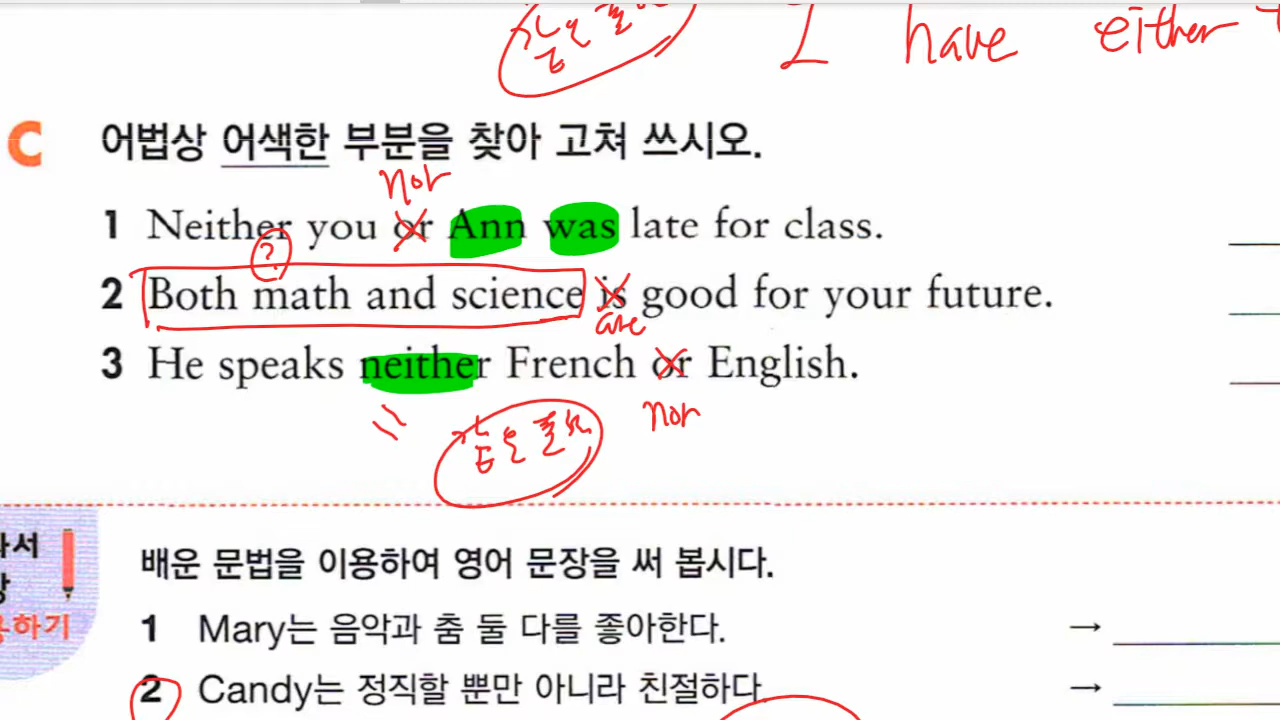 I have either
C 어법상 어색한 부분을 찾아 고쳐 쓰시오.
nor
1 Neither you or Ann was late for class.
?
2 Both math and science is good for your future.
are
3 He speaks neither French or English.
nor
배운 문법을 이용하여 영어 문장을 써 봅시다.
1 Mary는 음악과 춤 둘 다를 좋아한다. →
2 Candy는 정직할 뿐만 아니라 친절하다. →
하기